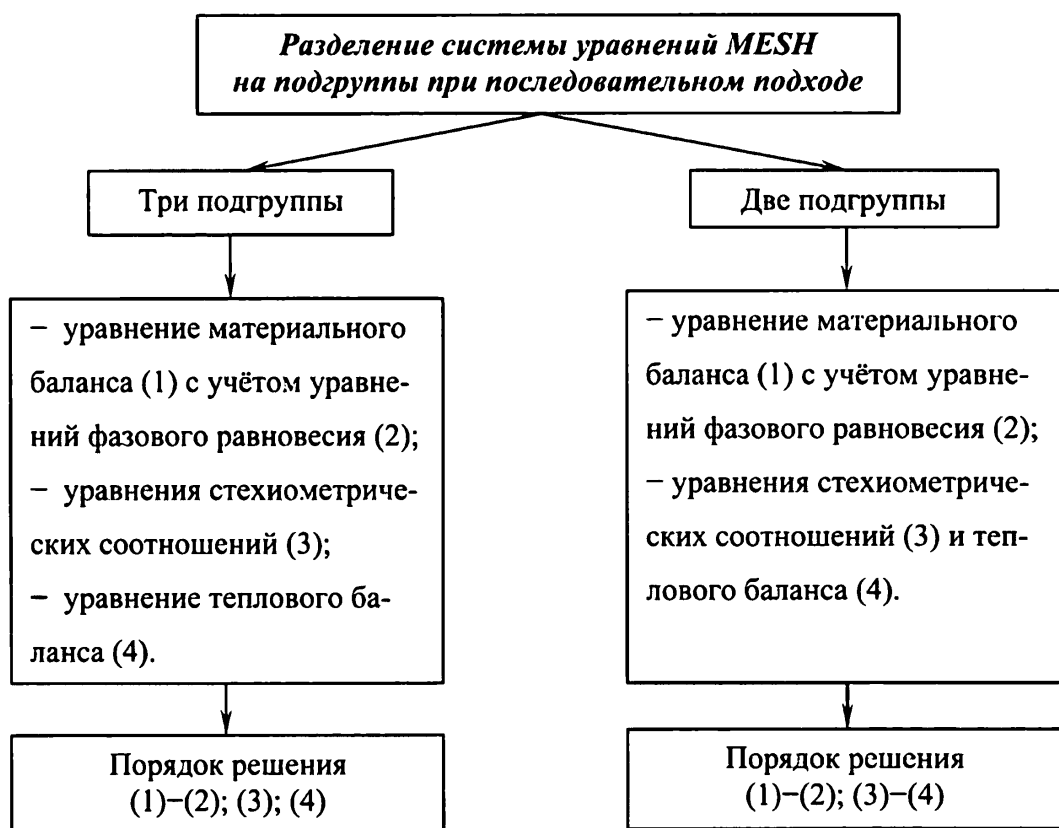 Разделение системы уравнений MESH
на подгруппы при последовательном подходе
Три подгруппы
Две подгруппы
− уравнение материального
баланса (1) с учётом уравне-
ний фазового равновесия (2);
− уравнения стехиометриче-
ских соотношений (3);
− уравнение теплового ба-
ланса (4).
− уравнение материального
баланса (1) с учётом уравне-
ний фазового равновесия (2);
− уравнения стехиометриче-
ских соотношений (3) и теп-
лового баланса (4).
Порядок решения
(1)−(2); (3); (4)
Порядок решения
(1)−(2); (3)−(4)